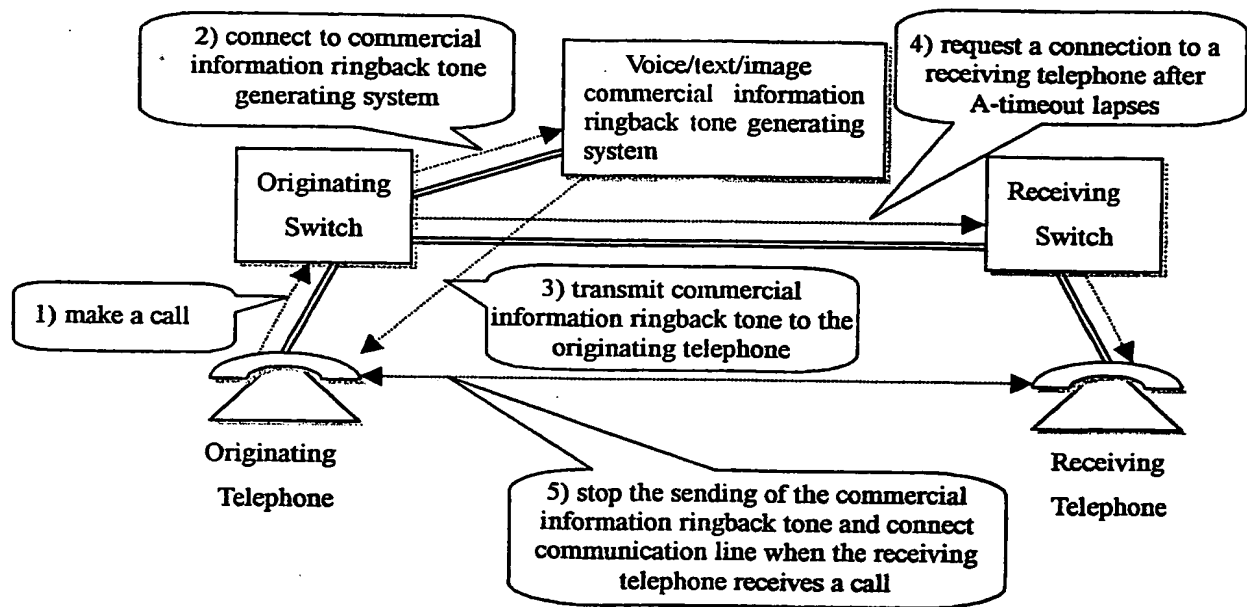 2) connect to commercial
information ringback tone
generating system
Voice/text/image
commercial information
ringback tone generating
system
4) request a connection to a
receiving telephone after
A-timeout lapses
Originating
Switch
Receiving
Switch
1) make a call
3) transmit commercial
information ringback tone to the
originating telephone
Originating
Telephone
Receiving
Telephone
5) stop the sending of the commercial
information ringback tone and connect
communication line when the receiving
telephone receives a call